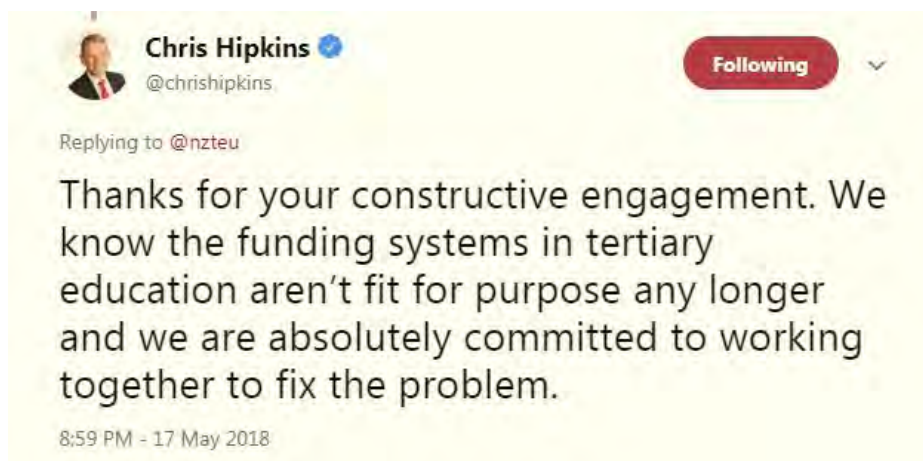 Chris Hipkins
@chrishipkins
Following
Replying to @nzteu
Thanks for your constructive engagement. We
know the funding systems in tertiary
education aren’t fit for purpose any longer
and we are absolutely committed to working
together to fix the problem.
8:59 PM - 17 May 2018